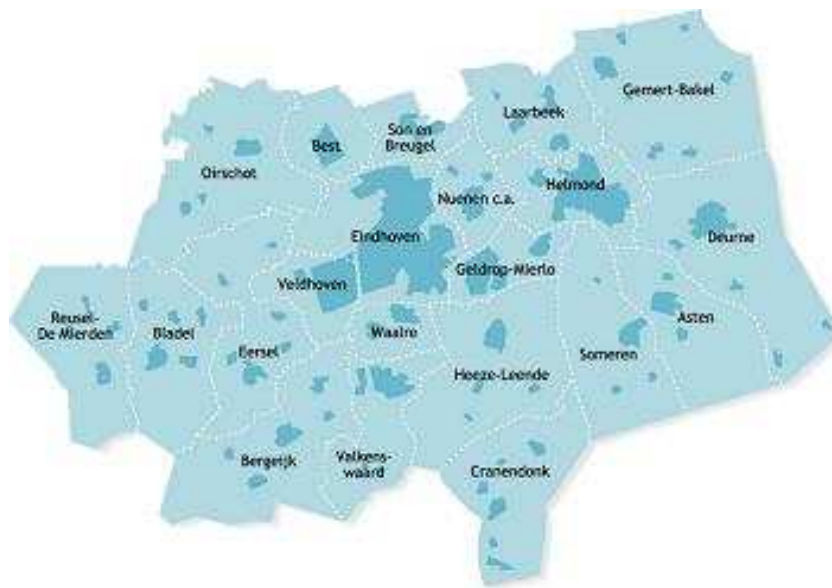 Gemert-Bakel
Laarbeek
Son en
Breugel
Best
Oirschot
Helmond
Nuenen c.a.
Eindhoven
Deurne
Geldrop-Mierlo
Veldhoven
Reusel-
De Mierden
Bladel
Waalre
Asten
Eersel
Someren
Heeze-Leende
Bergeijk
Valkens-
waard
Cranendonk